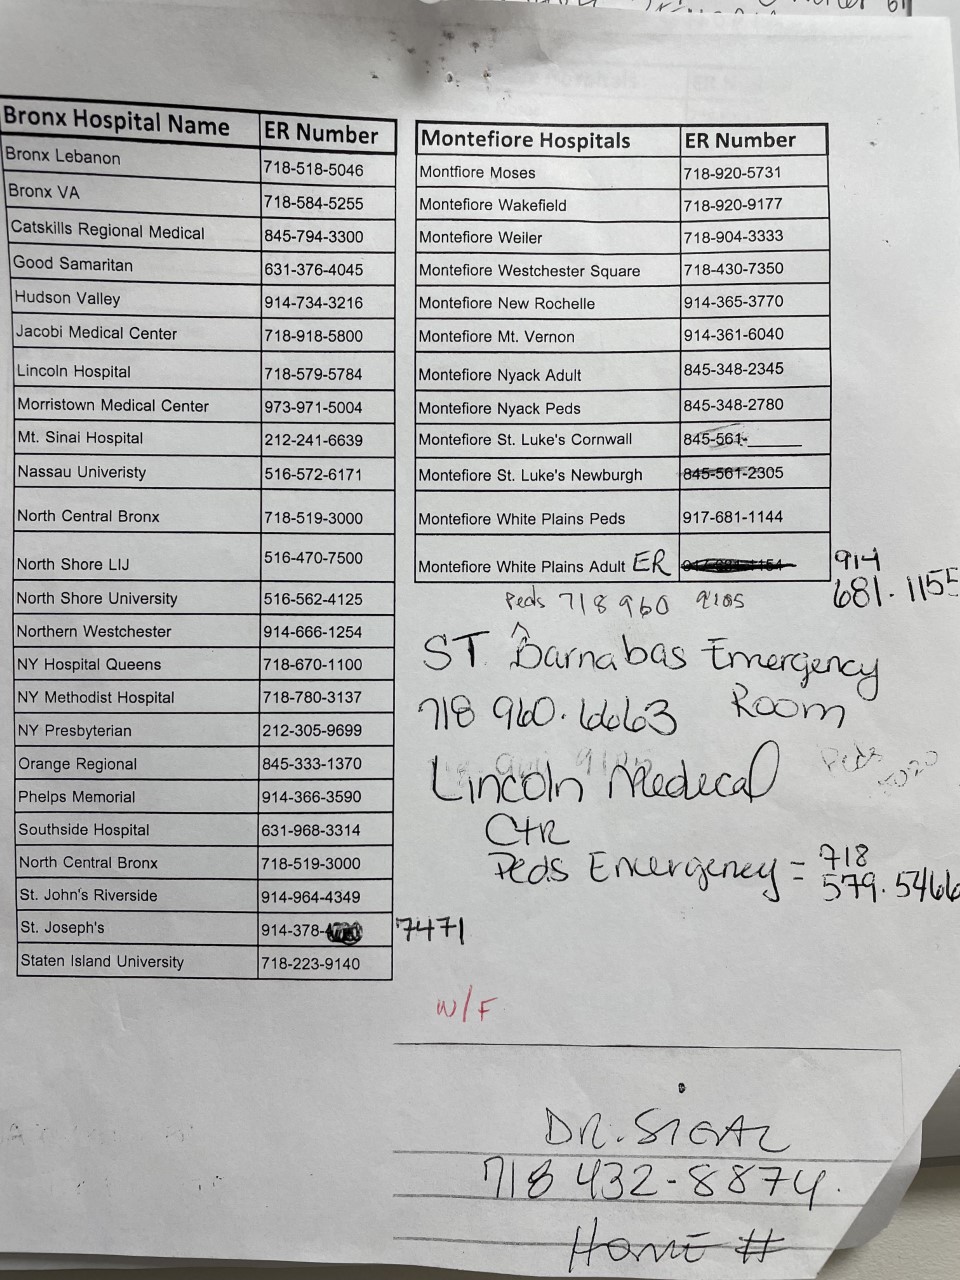 Bronx Hospital Name ER Number
Bronx Lebanon 718-518-5046
Bronx VA 718-584-5255
Catskills Regional Medical 845-794-3300
Good Samaritan 631-376-4045
Hudson Valley 914-734-3216
Jacobi Medical Center 718-918-5800
Lincoln Hospital 718-579-5784
Morristown Medical Center 973-971-5004
Mt. Sinai Hospital 212-241-6639
Nassau Univeristy 516-572-6171
North Central Bronx 718-519-3000
North Shore LIJ 516-470-7500
North Shore University 516-562-4125
Northern Westchester 914-666-1254
NY Hospital Queens 718-670-1100
NY Methodist Hospital 718-780-3137
NY Presbyterian 212-305-9699
Orange Regional 845-333-1370
Phelps Memorial 914-366-3590
Southside Hospital 631-968-3314
North Central Bronx 718-519-3000
St. John's Riverside 914-964-4349
St. Joseph's 914-378- 7471
Staten Island University 718-223-9140
Montefiore Hospitals ER Number
Montfiore Moses 718-920-5731
Montefiore Wakefield 718-920-9177
Montefiore Weiler 718-904-3333
Montefiore Westchester Square 718-430-7350
Montefiore New Rochelle 914-365-3770
Montefiore Mt. Vernon 914-361-6040
Montefiore Nyack Adult 845-348-2345
Montefiore Nyack Peds 845-348-2780
Montefiore St. Luke's Cornwall 845-561-______
Montefiore St. Luke's Newburgh 845-561-2305
Montefiore White Plains Peds 917-681-1144
Montefiore White Plains Adult ER 914
681.1155
Peds 718 960 9105
ST. Barnabas Emergency
718 960.6663 Room
Lincoln Medical
Peds
Ctr
Peds Emergency = 718
579.5466
W/F
DR. SIGAL
718 432-8874.
Home #